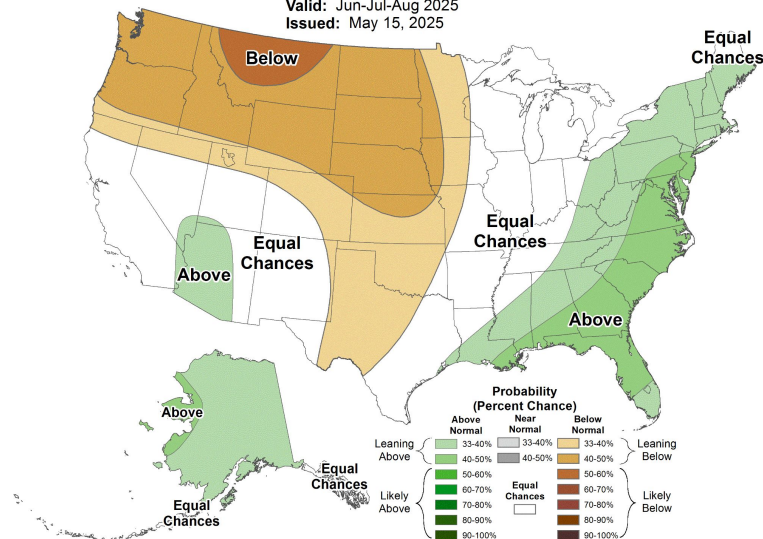 Valid: Jun-Jul-Aug 2025
Issued: May 15, 2025
Equal
Chances
Below
Equal
Chances
Equal
Chances
Above
Above
Above
Equal
Chances
Equal
Chances
Probability
(Percent Chance)
Above
Normal
Near
Normal
Below
Normal
Leaning
Above
33-40%
40-50%
50-60%
60-70%
70-80%
80-90%
90-100%
Likely
Above
33-40%
40-50%
Equal
Chances
33-40%
40-50%
50-60%
60-70%
70-80%
80-90%
90-100%
Leaning
Below
Likely
Below